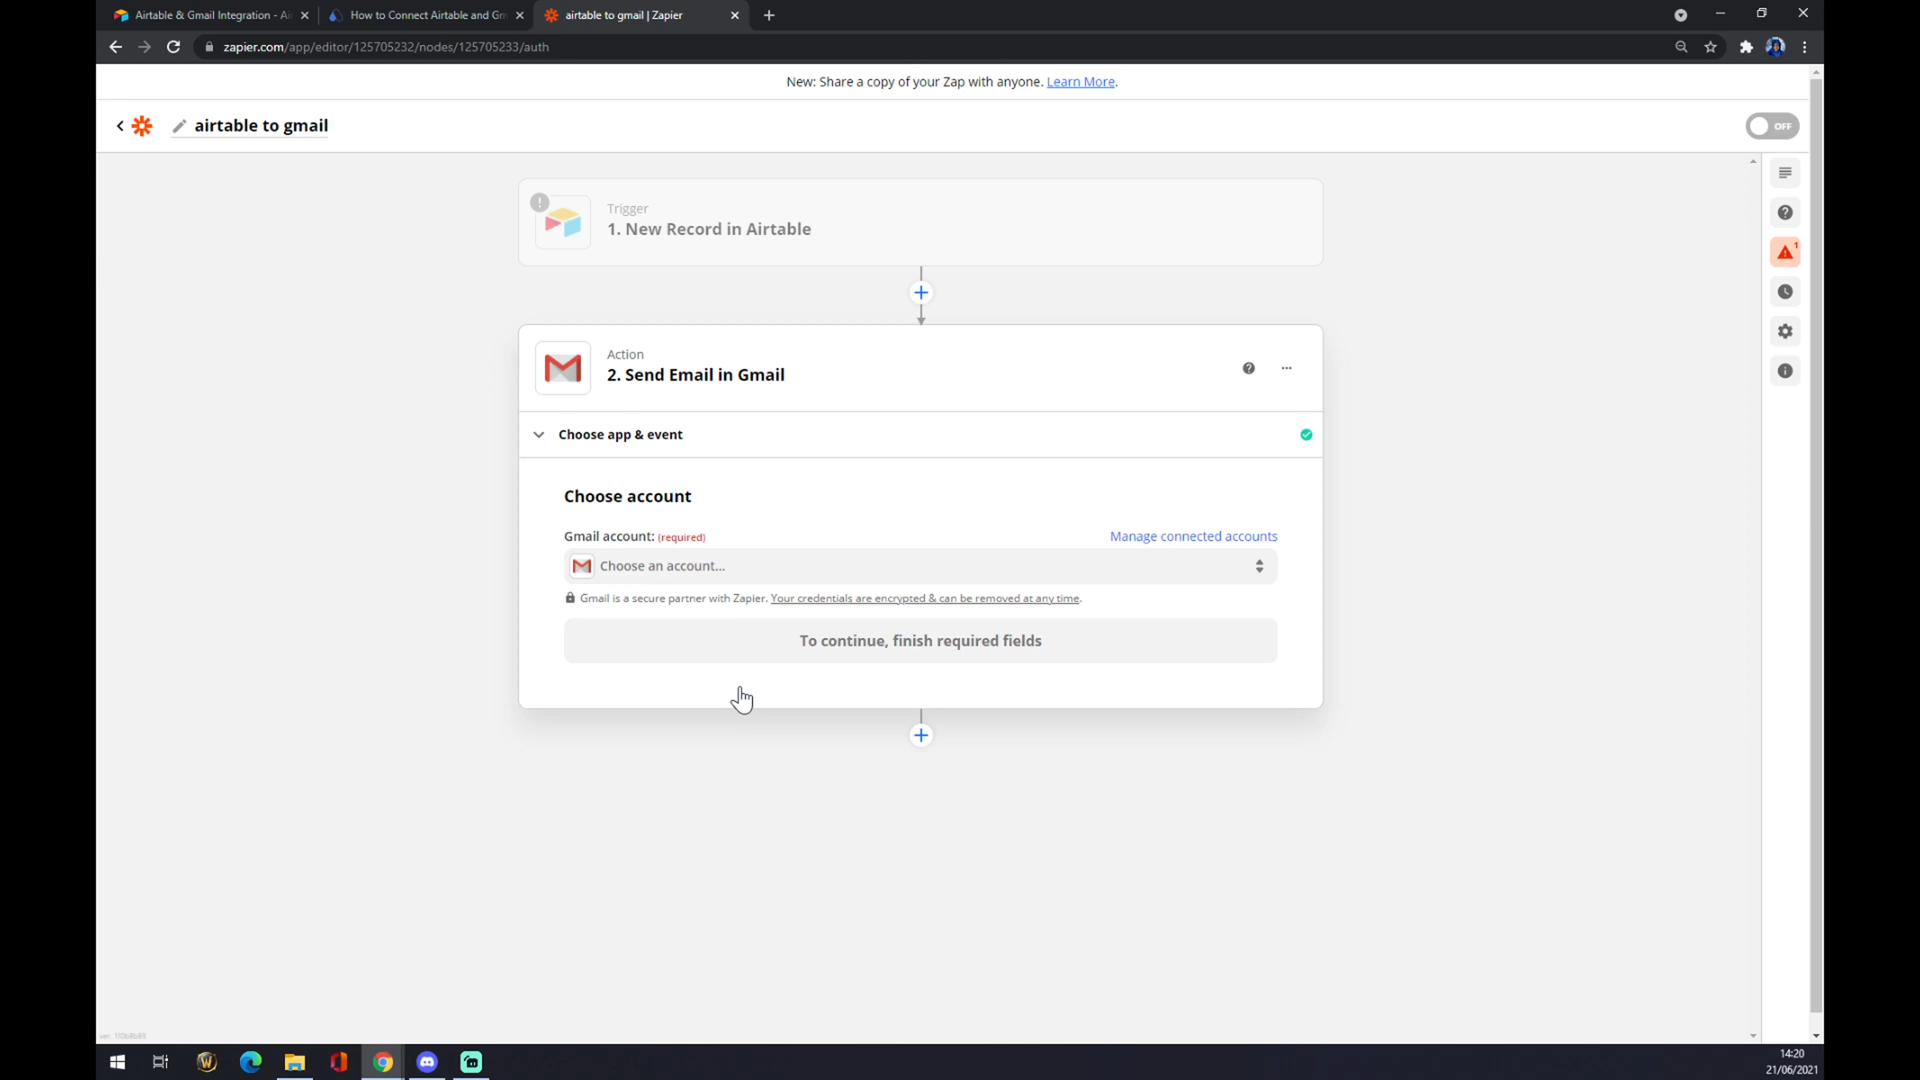 Airtable & Gmail Integration - Ai
How to Connect Airtable and Gm
airtable to gmail | Zapier
zapier.com/app/editor/125705232/nodes/125705233/auth
New: Share a copy of your Zap with anyone. Learn More.
airtable to gmail
OFF
Trigger
1. New Record in Airtable
1
Action
2. Send Email in Gmail
Choose app & event
Choose account
Gmail account: (required)
Manage connected accounts
Choose an account...
Gmail is a secure partner with Zapier. Your credentials are encrypted & can be removed at any time.
To continue, finish required fields
14:20
21/06/2021